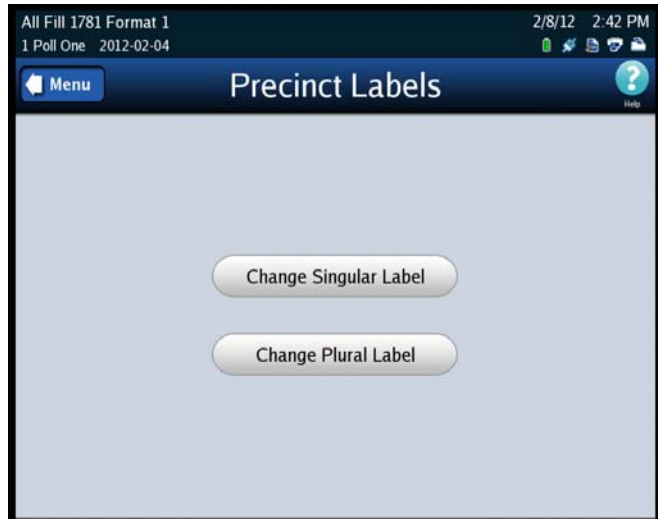 All Fill 1781 Format 1
2/8/12 2:42 PM
1 Poll One 2012-02-04
Menu
Precinct Labels
Help
Change Singular Label
Change Plural Label